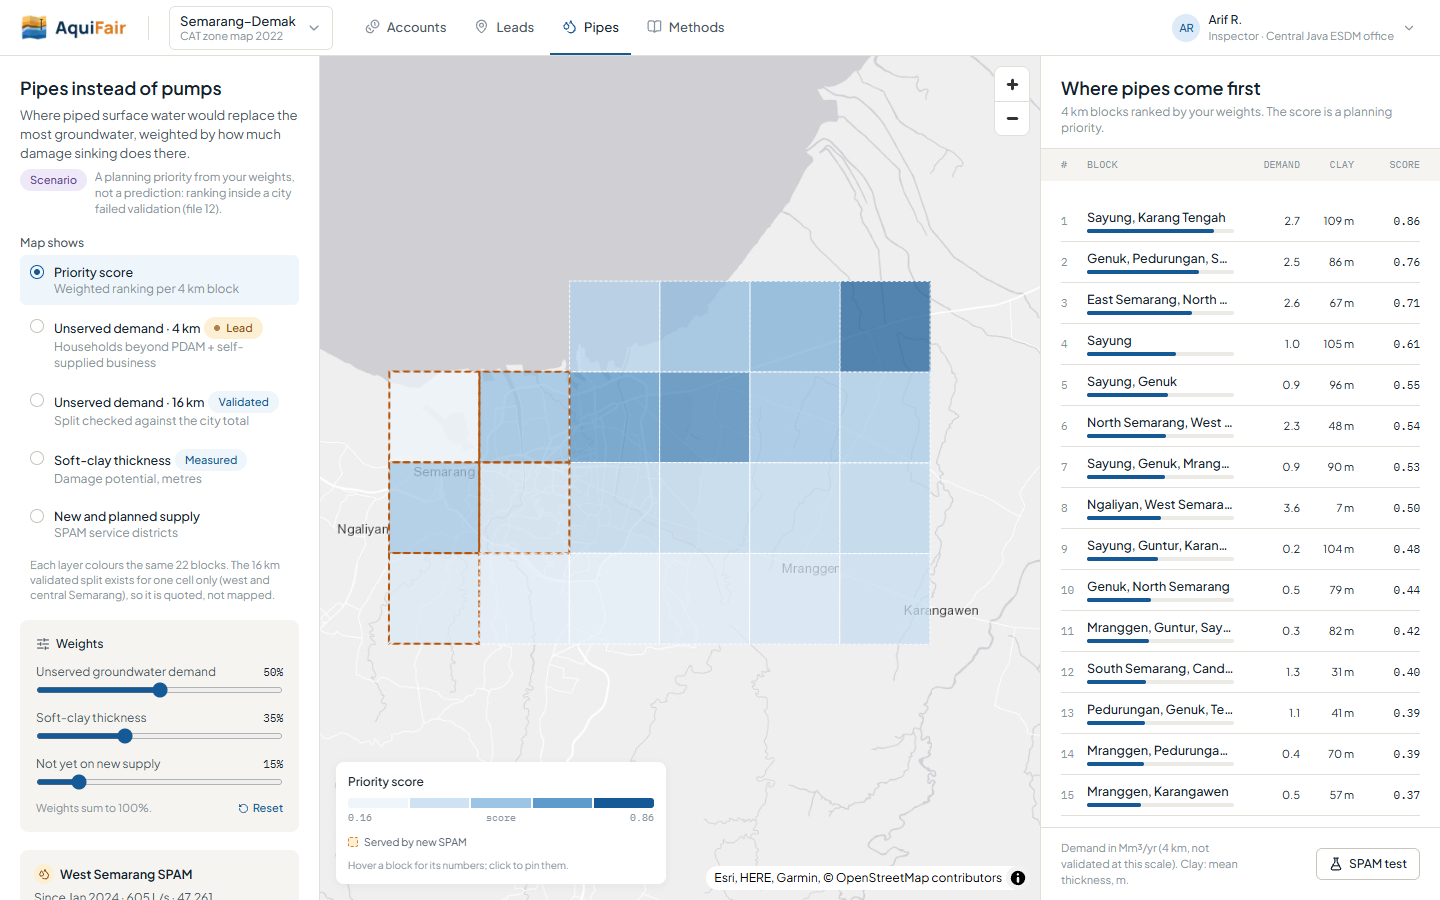 AquiFair
Semarang–Demak
CAT zone map 2022
Accounts
Leads
Pipes
Methods
AR
Arif R.
Inspector · Central Java ESDM office
Pipes instead of pumps
Where piped surface water would replace the
most groundwater, weighted by how much
damage sinking does there.
Scenario
A planning priority from your weights,
not a prediction: ranking inside a city
failed validation (file 12).
Map shows
Priority score
Weighted ranking per 4 km block
Unserved demand · 4 km
Lead
Households beyond PDAM + self-
supplied business
Unserved demand · 16 km
Validated
Split checked against the city total
Soft-clay thickness
Measured
Damage potential, metres
New and planned supply
SPAM service districts
Each layer colours the same 22 blocks. The 16 km
validated split exists for one cell only (west and
central Semarang), so it is quoted, not mapped.
Weights
Unserved groundwater demand 50%
Soft-clay thickness 35%
Not yet on new supply 15%
Weights sum to 100%.
Reset
West Semarang SPAM
Since Jan 2024 · 605 L/s · 47,261
Semarang
Ngaliyan
Mranggen
Karangawen
Priority score
0.16 score 0.86
Served by new SPAM
Hover a block for its numbers; click to pin them.
Esri, HERE, Garmin, © OpenStreetMap contributors
Where pipes come first
4 km blocks ranked by your weights. The score is a planning
priority.
# BLOCK DEMAND CLAY SCORE
1 Sayung, Karang Tengah 2.7 109 m 0.86
2 Genuk, Pedurungan, S… 2.5 86 m 0.76
3 East Semarang, North … 2.6 67 m 0.71
4 Sayung 1.0 105 m 0.61
5 Sayung, Genuk 0.9 96 m 0.55
6 North Semarang, West … 2.3 48 m 0.54
7 Sayung, Genuk, Mrang… 0.9 90 m 0.53
8 Ngaliyan, West Semara… 3.6 7 m 0.50
9 Sayung, Guntur, Karan… 0.2 104 m 0.48
10 Genuk, North Semarang 0.5 79 m 0.44
11 Mranggen, Guntur, Say… 0.3 82 m 0.42
12 South Semarang, Cand… 1.3 31 m 0.40
13 Pedurungan, Genuk, Te… 1.1 41 m 0.39
14 Mranggen, Pedurunga… 0.4 70 m 0.39
15 Mranggen, Karangawen 0.5 57 m 0.37
Demand in Mm³/yr (4 km, not
validated at this scale). Clay: mean
thickness, m.
SPAM test